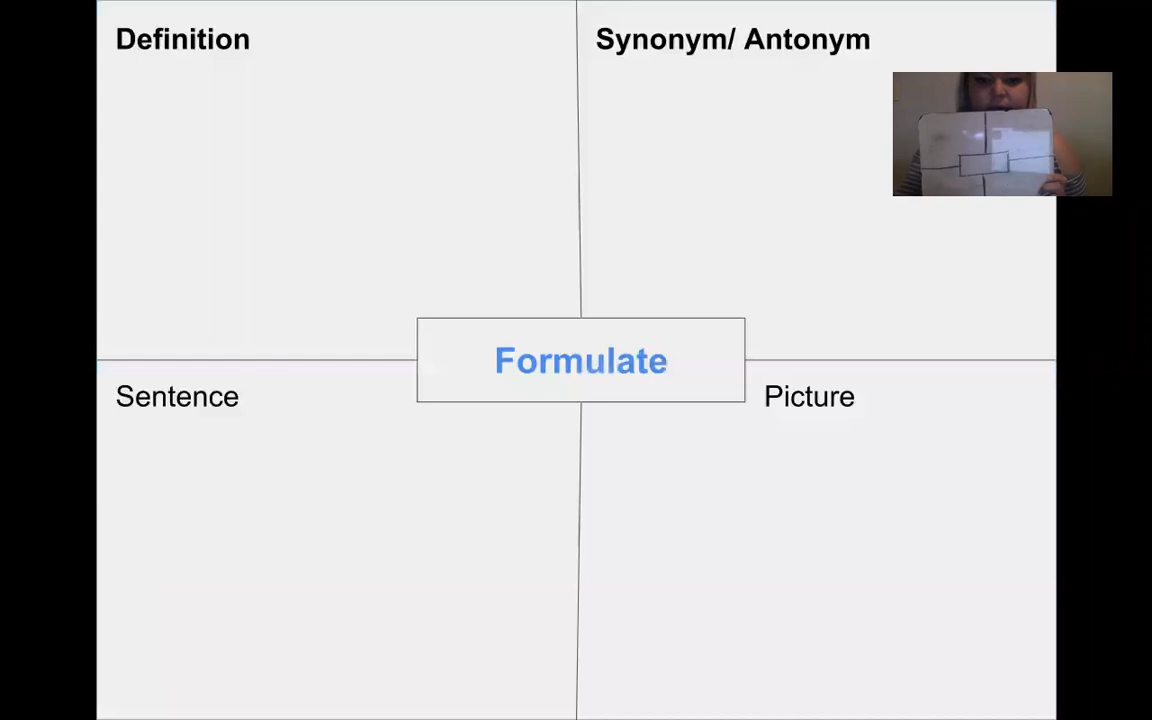 Definition
Synonym/ Antonym
Formulate
Sentence
Picture